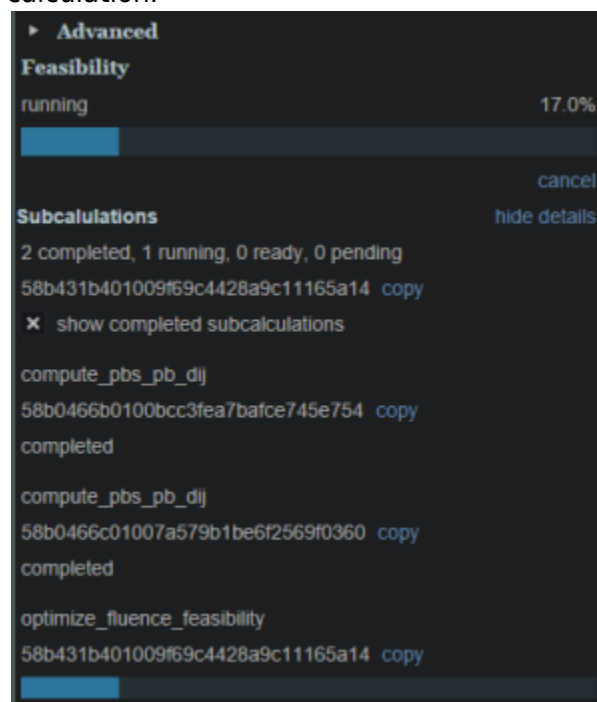 calculation.
▸ Advanced
Feasibility
running 17.0%
cancel
Subcalulations hide details
2 completed, 1 running, 0 ready, 0 pending
58b431b401009f69c4428a9c11165a14 copy
× show completed subcalculations
compute_pbs_pb_dij
58b0466b0100bcc3fea7bafce745e754 copy
completed
compute_pbs_pb_dij
58b0466c01007a579b1be6f2569f0360 copy
completed
optimize_fluence_feasibility
58b431b401009f69c4428a9c11165a14 copy